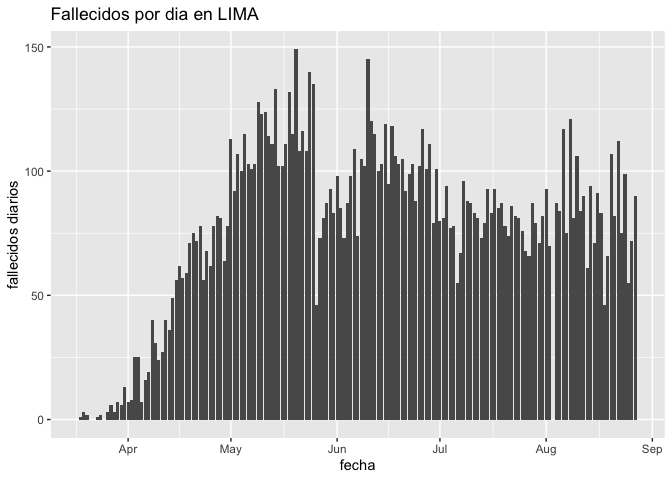 Fallecidos por dia en LIMA
fallecidos diarios
150
100
50
0
Apr
May
Jun
Jul
Aug
Sep
fecha